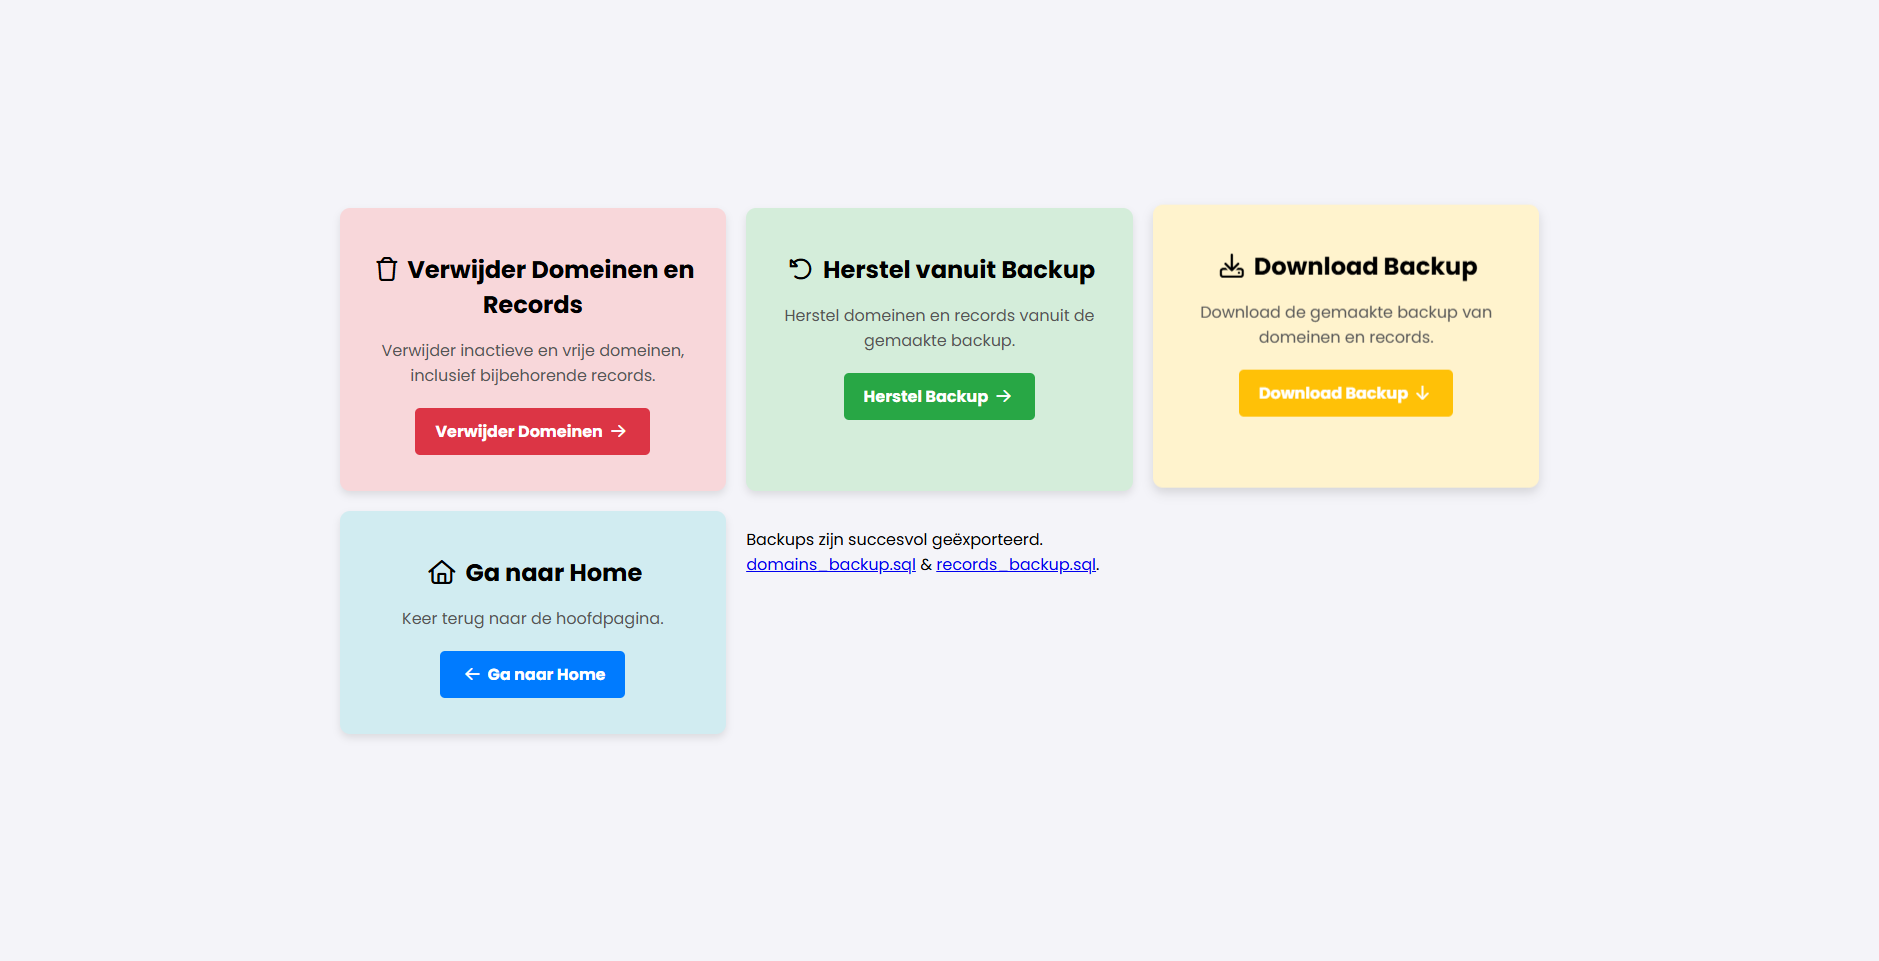 Verwijder Domeinen en
Records
Verwijder inactieve en vrije domeinen,
inclusief bijbehorende records.
Verwijder Domeinen →
Herstel vanuit Backup
Herstel domeinen en records vanuit de
gemaakte backup.
Herstel Backup →
Download Backup
Download de gemaakte backup van
domeinen en records.
Download Backup ↓
Ga naar Home
Keer terug naar de hoofdpagina.
← Ga naar Home
Backups zijn succesvol geëxporteerd.
domains_backup.sql & records_backup.sql.